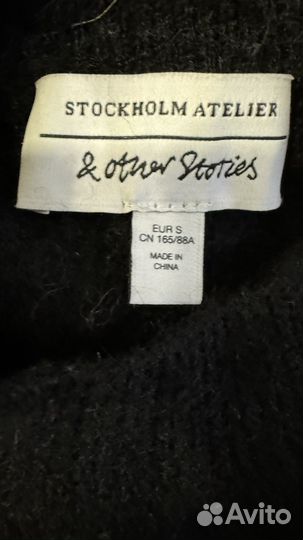 STOCKHOLM ATELIER
& other Stories
EUR S
CN 165/88A
MADE IN
CHINA
Avito